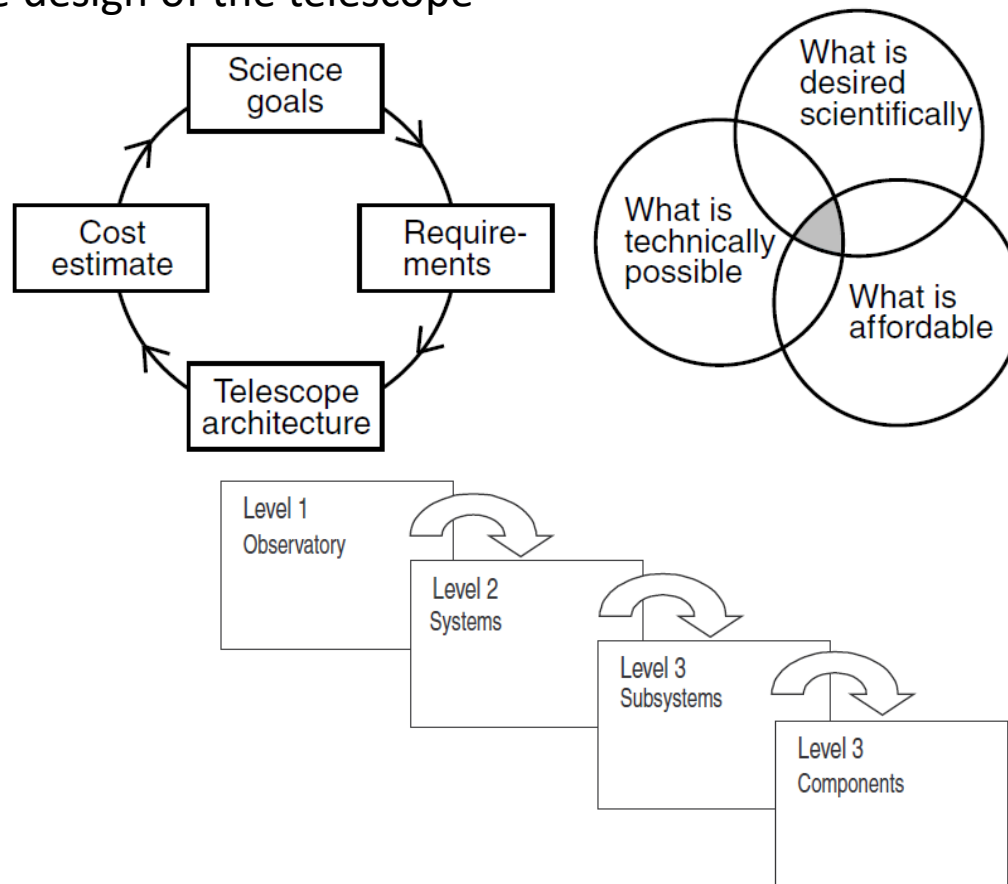 e design of the telescope
Science
goals
Cost
estimate
Require-
ments
Telescope
architecture
What is
desired
scientifically
What is
technically
possible
What is
affordable
Level 1
Observatory
Level 2
Systems
Level 3
Subsystems
Level 3
Components